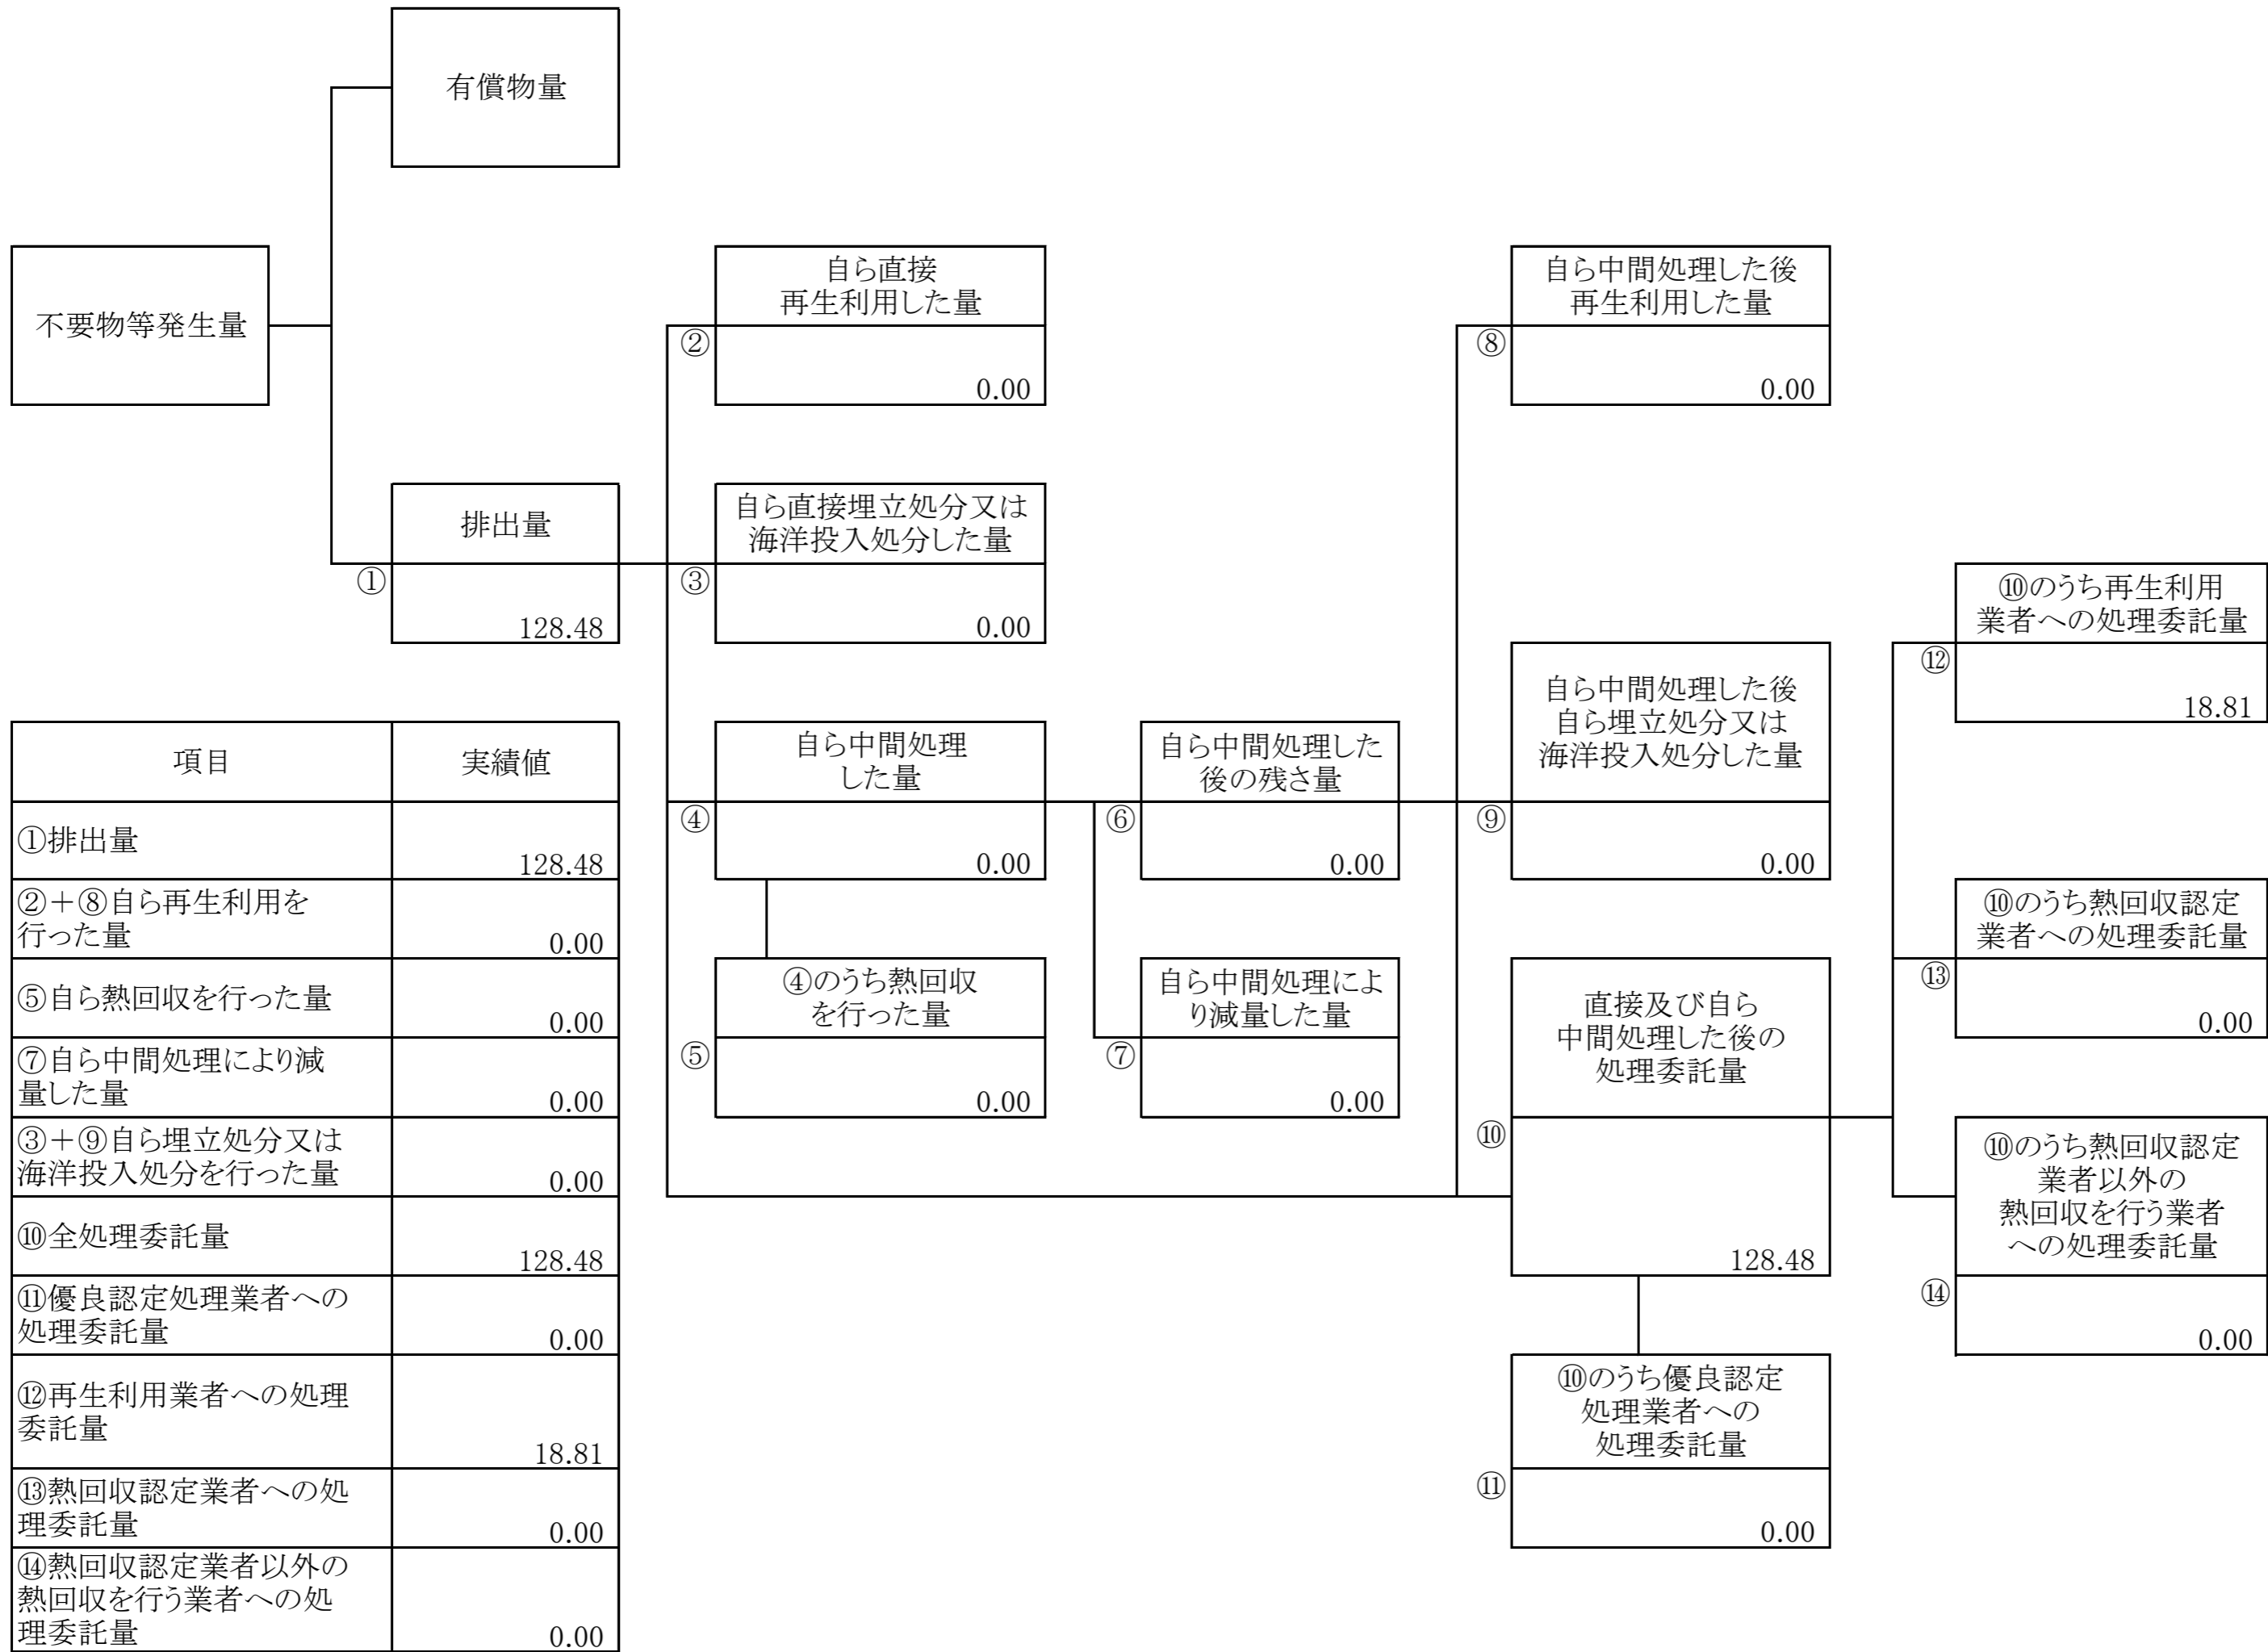 有償物量
不要物等発生量
自ら直接
再生利用した量
②
0.00
自ら中間処理した後
再生利用した量
⑧
0.00
排出量
①
128.48
自ら直接埋立処分又は
海洋投入処分した量
③
0.00
⑩のうち再生利用
業者への処理委託量
⑫
18.81
自ら中間処理
した量
④
0.00
自ら中間処理した
後の残さ量
⑥
0.00
自ら中間処理した後
自ら埋立処分又は
海洋投入処分した量
⑨
0.00
⑩のうち熱回収認定
業者への処理委託量
⑬
0.00
④のうち熱回収
を行った量
⑤
0.00
自ら中間処理によ
り減量した量
⑦
0.00
直接及び自ら
中間処理した後の
処理委託量
⑩
128.48
⑩のうち熱回収認定
業者以外の
熱回収を行う業者
への処理委託量
⑭
0.00
⑩のうち優良認定
処理業者への
処理委託量
⑪
0.00
項目 実績値
①排出量
128.48
②＋⑧自ら再生利用を
行った量
0.00
⑤自ら熱回収を行った量
0.00
⑦自ら中間処理により減
量した量
0.00
③＋⑨自ら埋立処分又は
海洋投入処分を行った量
0.00
⑩全処理委託量
128.48
⑪優良認定処理業者への
処理委託量
0.00
⑫再生利用業者への処理
委託量
18.81
⑬熱回収認定業者への処
理委託量
0.00
⑭熱回収認定業者以外の
熱回収を行う業者への処
理委託量
0.00